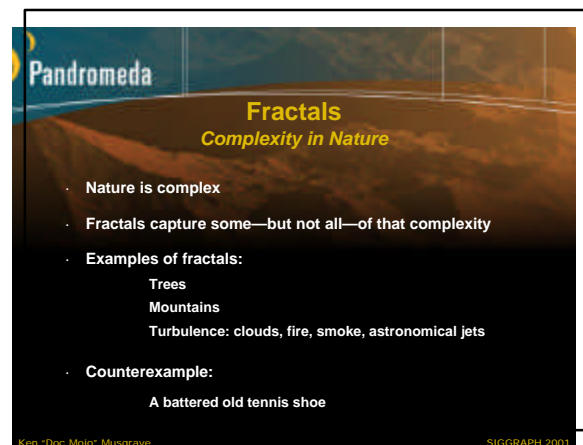 Pandromeda
Fractals
Complexity in Nature
· Nature is complex
· Fractals capture some—but not all—of that complexity
· Examples of fractals:
Trees
Mountains
Turbulence: clouds, fire, smoke, astronomical jets
· Counterexample:
A battered old tennis shoe
Ken "Doc Mojo" Musgrave SIGGRAPH 2001